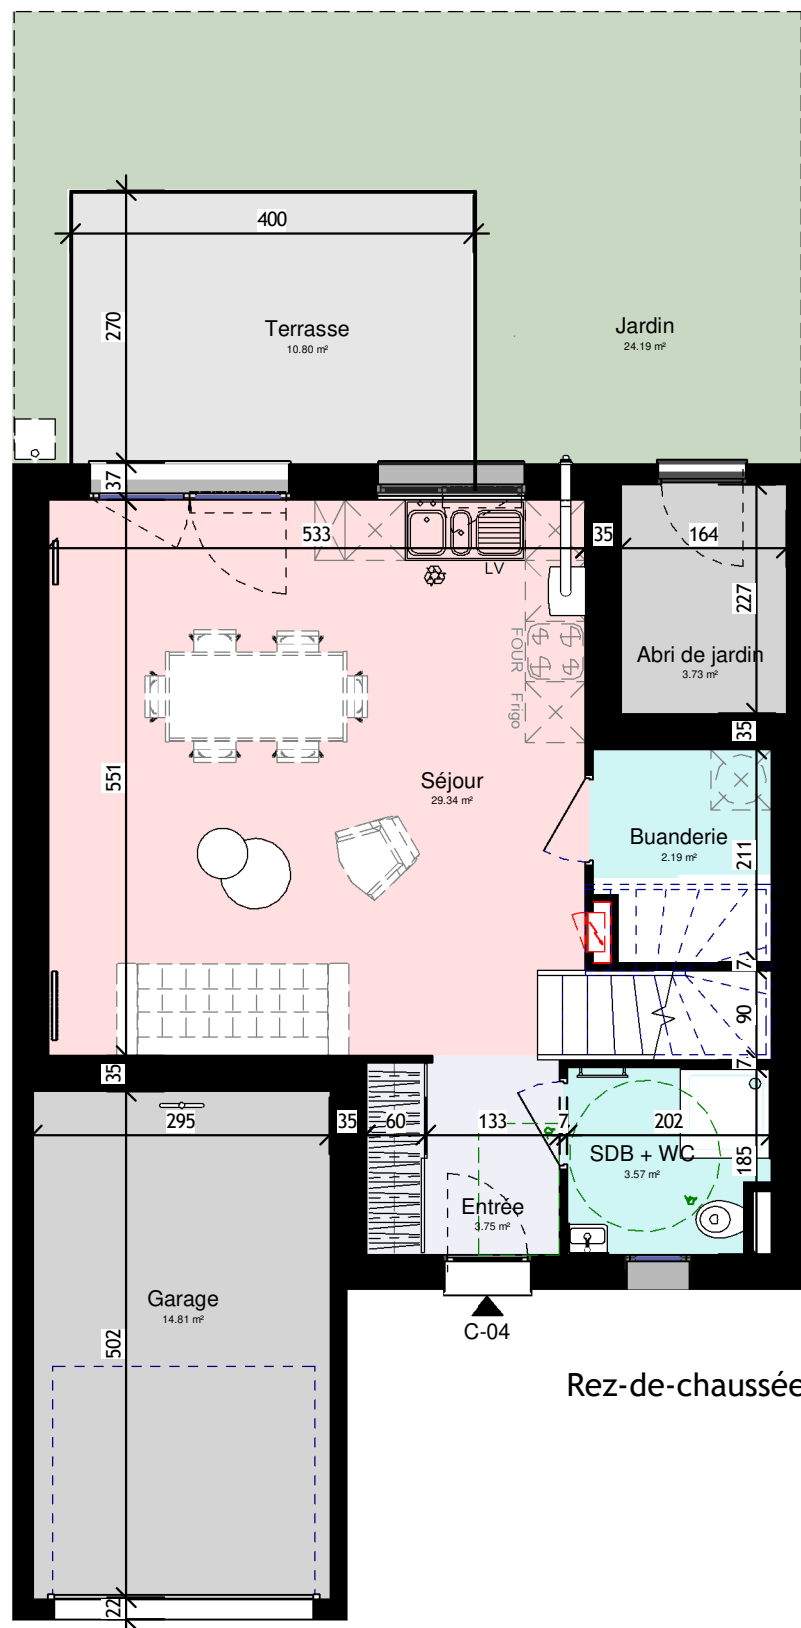 400
270
Terrasse
10.80 m²
Jardin
24.19 m²
37
533
35
164
LV
227
FOUR
Frigo
Abri de jardin
3.73 m²
35
551
Séjour
29.34 m²
Buanderie
2.19 m²
211
7
90
7
35
295
35
60
133
7
202
SDB + WC
3.57 m²
185
Entrée
3.75 m²
Garage
14.81 m²
C-04
502
Rez-de-chaussée
22